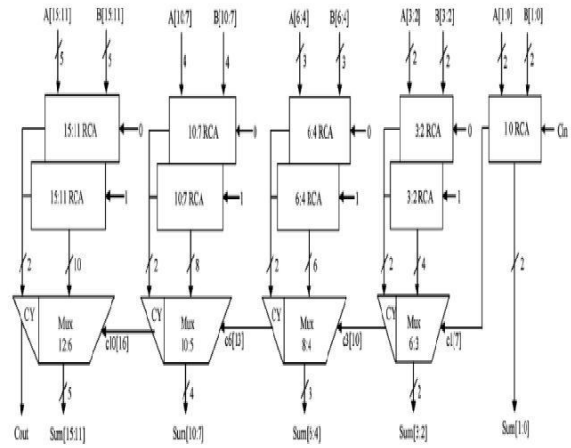 A[15:11] B[15:11] A[10:7] B[10:7] A[6:4] B[6:4] A[3:2] B[3:2] A[1:0] B[1:0]
5 5 4 4 3 3 2 2 2 2
15:11 RCA 0 10:7 RCA 0 6:4 RCA 0 3:2 RCA 0 1:0 RCA Cin
15:11 RCA 1 10:7 RCA 1 6:4 RCA 1 3:2 RCA 1
2 10 2 8 2 6 2 4 2
CY Mux 12:6 c10[16] CY Mux 10:5 c6[13] CY Mux 8:4 c3[10] CY Mux 6:3 c1[7]
5 4 3 2
Cout Sum[15:11] Sum[10:7] Sum[6:4] Sum[3:2] Sum[1:0]